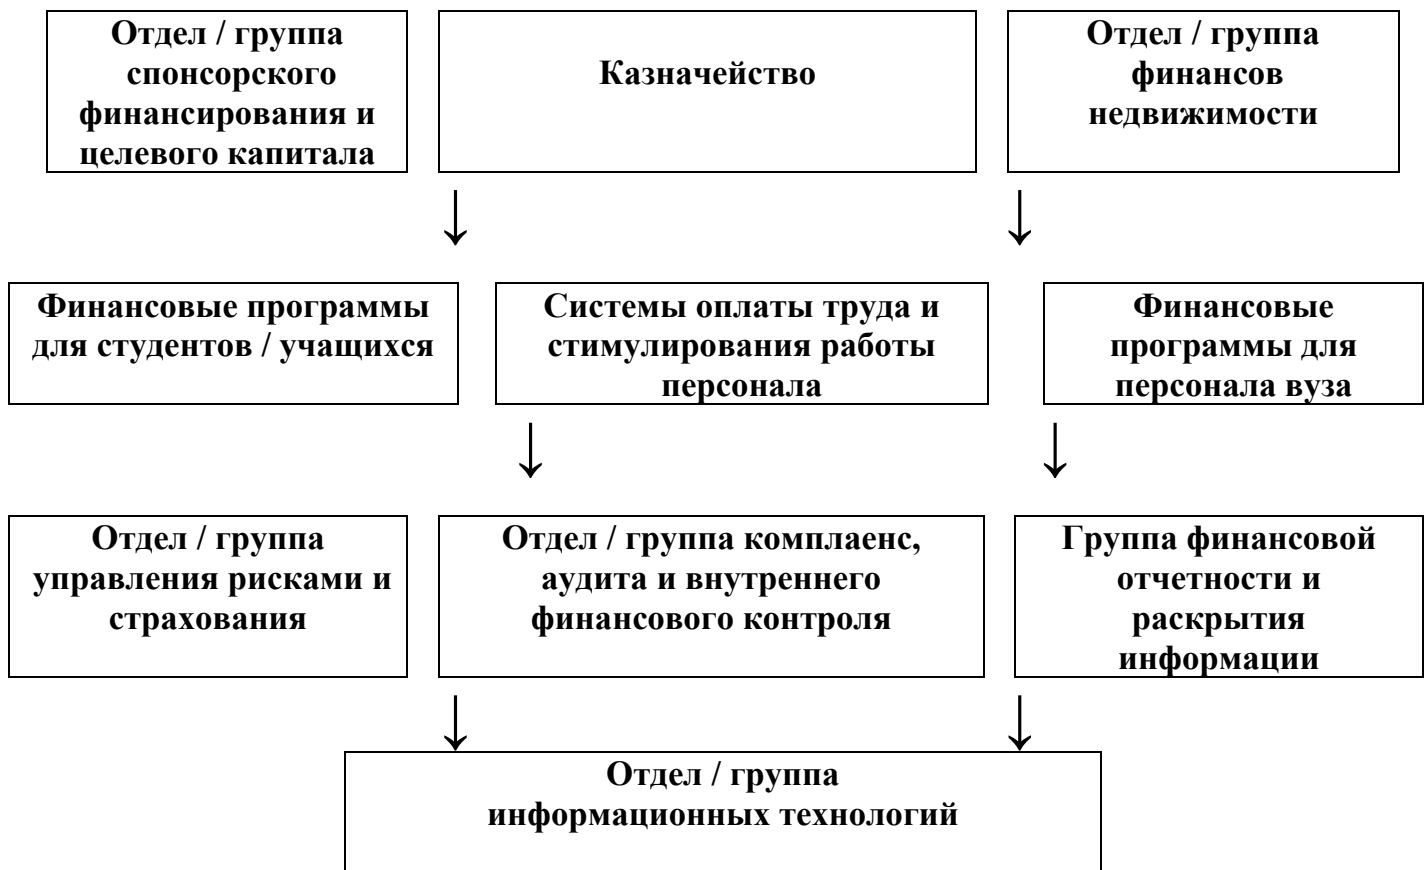 Отдел / группа
спонсорского
финансирования и
целевого капитала
Казначейство
Отдел / группа
финансов
недвижимости
Финансовые программы
для студентов / учащихся
Системы оплаты труда и
стимулирования работы
персонала
Финансовые
программы для
персонала вуза
Отдел / группа
управления рисками и
страхования
Отдел / группа комплаенс,
аудита и внутреннего
финансового контроля
Группа финансовой
отчетности и
раскрытия
информации
Отдел / группа
информационных технологий